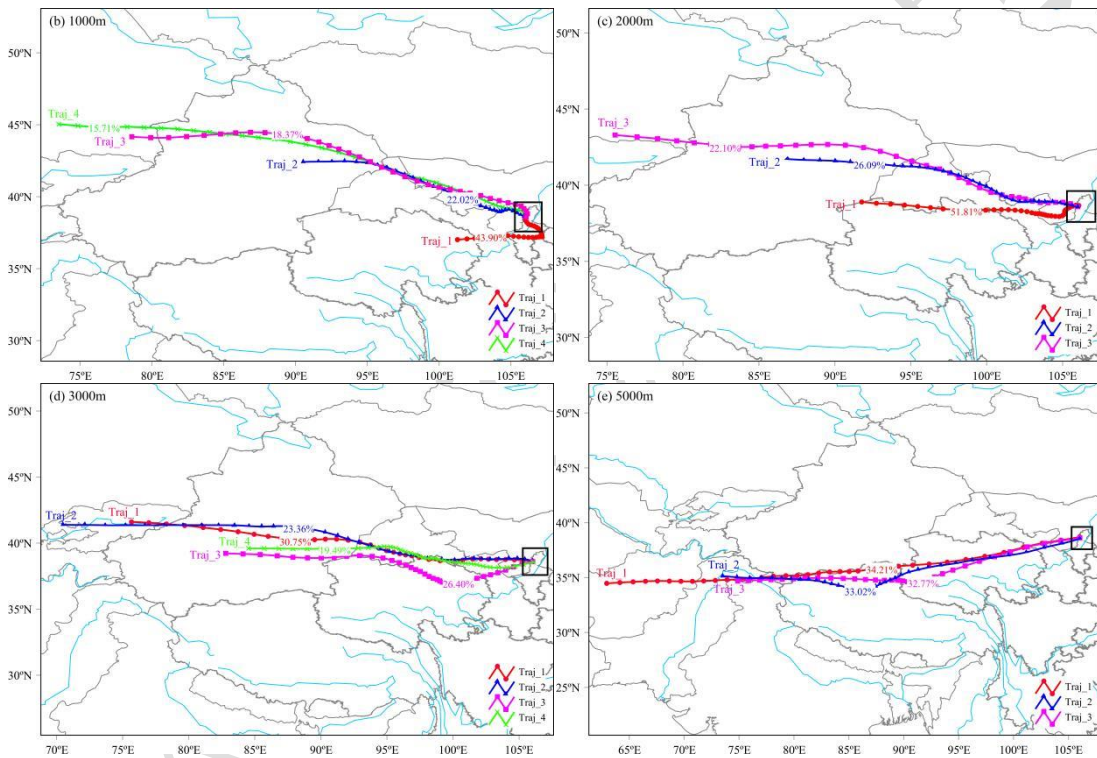 (b) 1000m
50°N
45°N
40°N
35°N
30°N
Traj_4
15.71%
Traj_3
18.37%
Traj_2
22.02%
Traj_1
43.90%
Traj_1
Traj_2
Traj_3
Traj_4
75°E 80°E 85°E 90°E 95°E 100°E 105°E
(c) 2000m
50°N
45°N
40°N
35°N
30°N
Traj_3
22.10%
Traj_2
26.09%
Traj_1
51.81%
Traj_1
Traj_2
Traj_3
75°E 80°E 85°E 90°E 95°E 100°E 105°E
(d) 3000m
50°N
45°N
40°N
35°N
30°N
Traj_2
Traj_1
23.36%
30.75%
Traj_4
19.49%
Traj_3
26.40%
Traj_1
Traj_2
Traj_3
Traj_4
70°E 75°E 80°E 85°E 90°E 95°E 100°E 105°E
(e) 5000m
50°N
45°N
40°N
35°N
30°N
25°N
Traj_1
Traj_2
34.21%
Traj_3
33.02%
32.77%
Traj_1
Traj_2
Traj_3
65°E 70°E 75°E 80°E 85°E 90°E 95°E 100°E 105°E